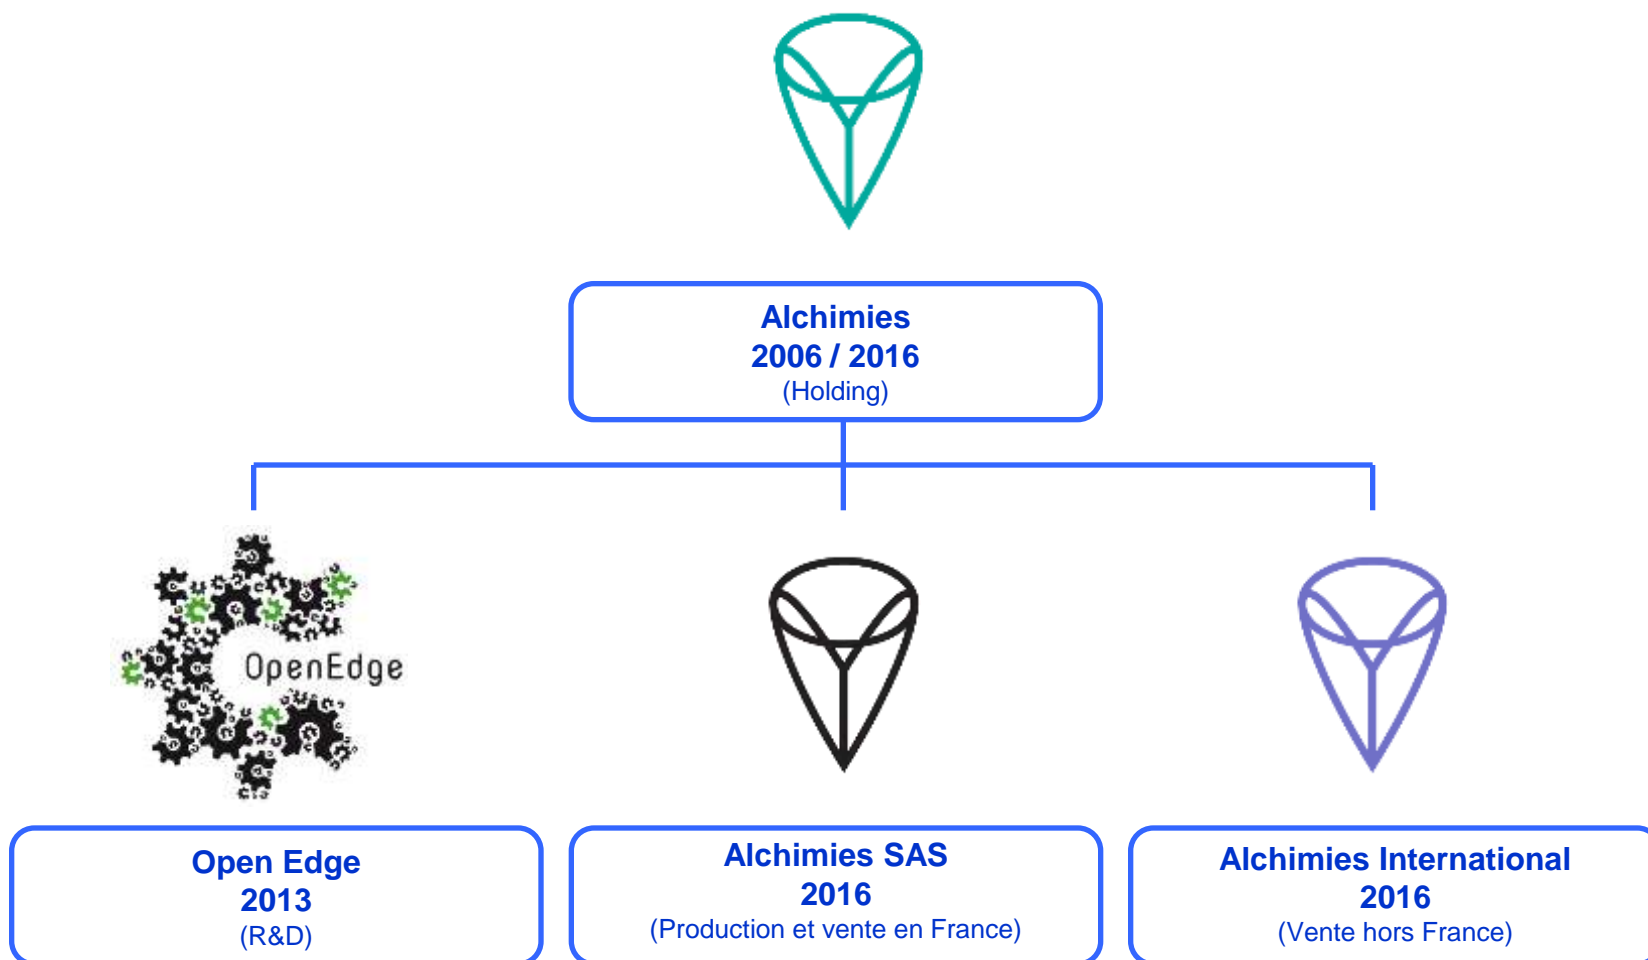 Alchimies
2006 / 2016
(Holding)
OpenEdge
Open Edge
2013
(R&D)
Alchimies SAS
2016
(Production et vente en France)
Alchimies International
2016
(Vente hors France)